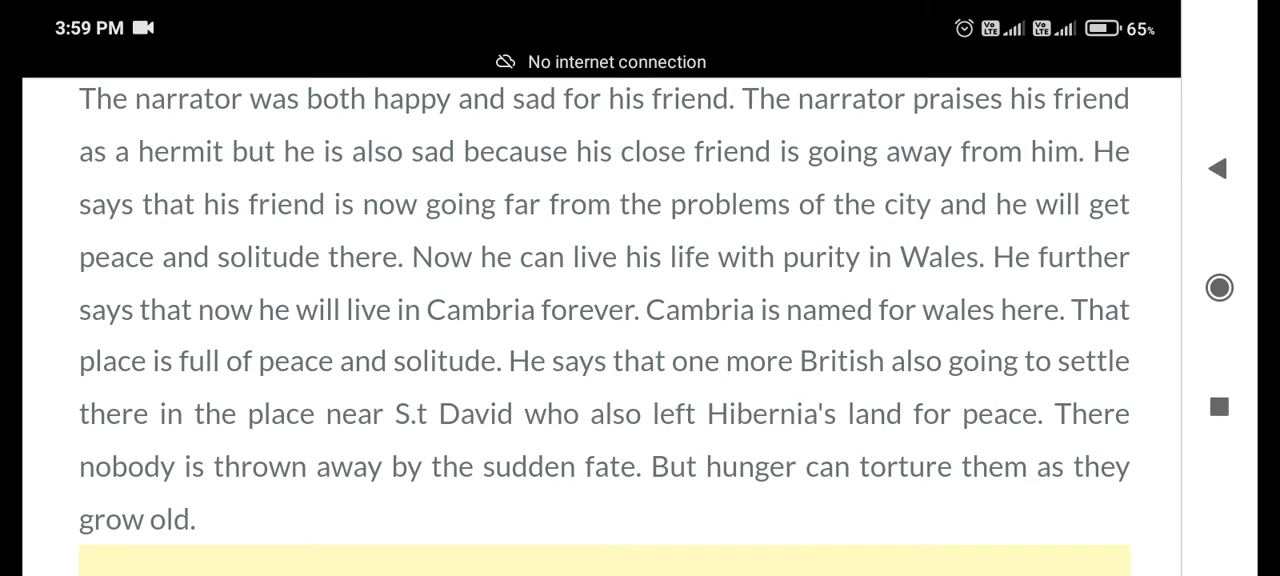 3:59 PM
Vo LTE Vo LTE 65%
No internet connection
The narrator was both happy and sad for his friend. The narrator praises his friend
as a hermit but he is also sad because his close friend is going away from him. He
says that his friend is now going far from the problems of the city and he will get
peace and solitude there. Now he can live his life with purity in Wales. He further
says that now he will live in Cambria forever. Cambria is named for wales here. That
place is full of peace and solitude. He says that one more British also going to settle
there in the place near S.t David who also left Hibernia's land for peace. There
nobody is thrown away by the sudden fate. But hunger can torture them as they
grow old.